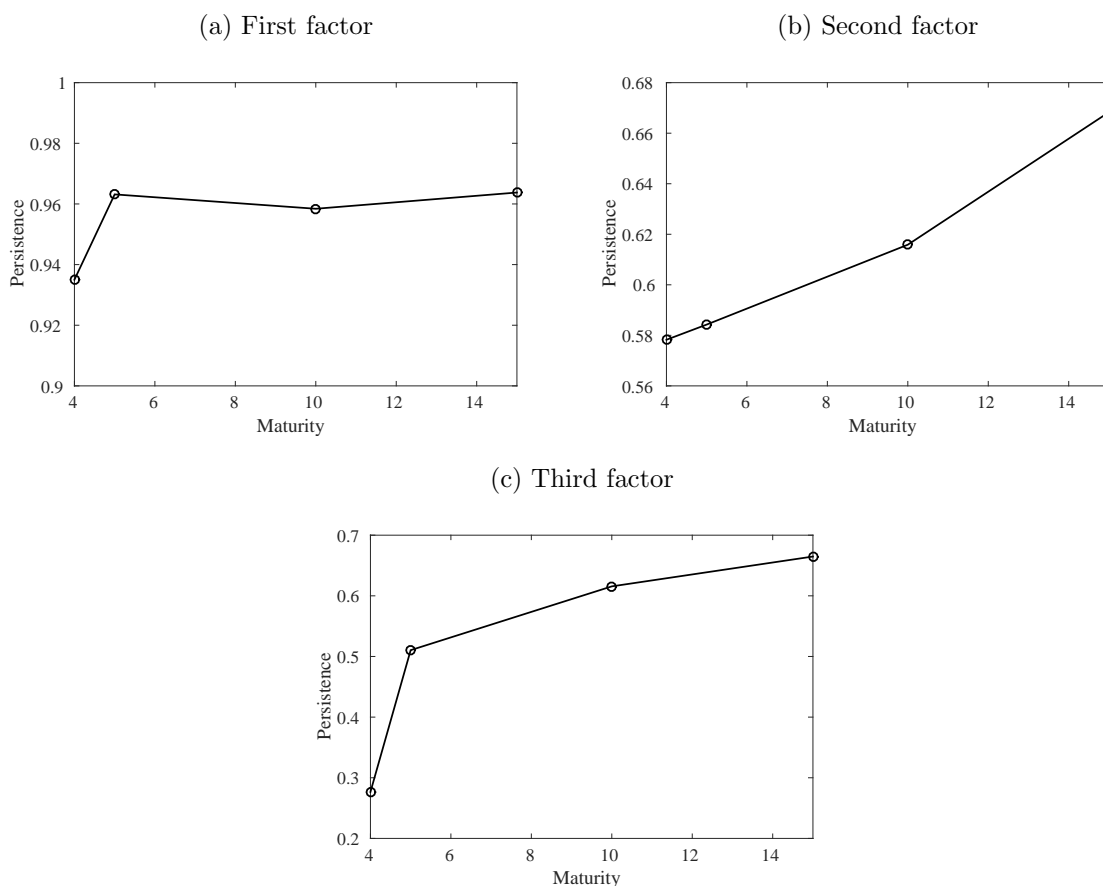 (a) First factor
1
0.98
0.96
0.94
0.92
0.9
Persistence
4 6 8 10 12 14
Maturity
(b) Second factor
0.68
0.66
0.64
0.62
0.6
0.58
0.56
Persistence
4 6 8 10 12 14
Maturity
(c) Third factor
0.7
0.6
0.5
0.4
0.3
0.2
Persistence
4 6 8 10 12 14
Maturity